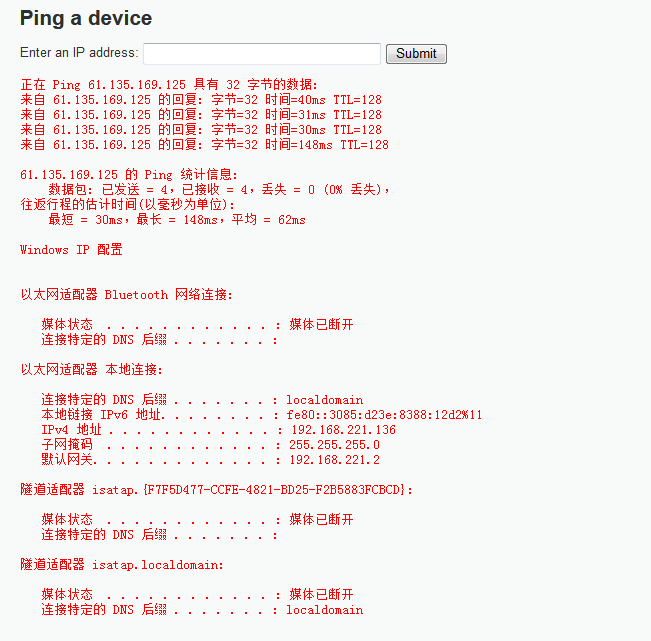 Ping a device
Enter an IP address: Submit
正在 Ping 61.135.169.125 具有 32 字节的数据:
来自 61.135.169.125 的回复: 字节=32 时间=40ms TTL=128
来自 61.135.169.125 的回复: 字节=32 时间=31ms TTL=128
来自 61.135.169.125 的回复: 字节=32 时间=30ms TTL=128
来自 61.135.169.125 的回复: 字节=32 时间=148ms TTL=128
61.135.169.125 的 Ping 统计信息:
数据包: 已发送 = 4，已接收 = 4，丢失 = 0 (0% 丢失)，
往返行程的估计时间(以毫秒为单位):
最短 = 30ms，最长 = 148ms，平均 = 62ms
Windows IP 配置
以太网适配器 Bluetooth 网络连接:
媒体状态 . . . . . . . . . . . . : 媒体已断开
连接特定的 DNS 后缀 . . . . . . . :
以太网适配器 本地连接:
连接特定的 DNS 后缀 . . . . . . . : localdomain
本地链接 IPv6 地址. . . . . . . . : fe80::3085:d23e:8388:12d2%11
IPv4 地址 . . . . . . . . . . . . : 192.168.221.136
子网掩码 . . . . . . . . . . . . : 255.255.255.0
默认网关. . . . . . . . . . . . . : 192.168.221.2
隧道适配器 isatap.{F7F5D477-CCFE-4821-BD25-F2B5883FCBCD}:
媒体状态 . . . . . . . . . . . . : 媒体已断开
连接特定的 DNS 后缀 . . . . . . . :
隧道适配器 isatap.localdomain:
媒体状态 . . . . . . . . . . . . : 媒体已断开
连接特定的 DNS 后缀 . . . . . . . : localdomain